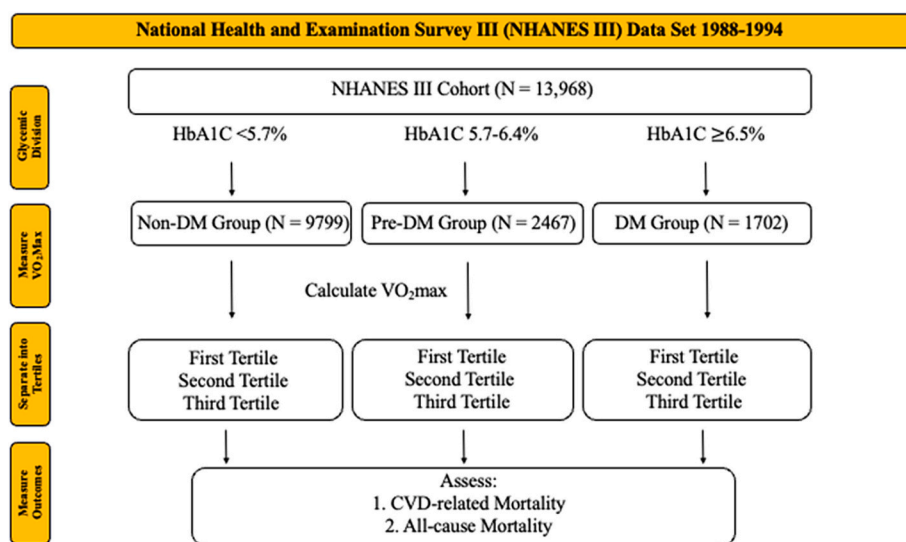 National Health and Examination Survey III (NHANES III) Data Set 1988-1994
Glycemic
Division
NHANES III Cohort (N = 13,968)
HbA1C <5.7%
HbA1C 5.7-6.4%
HbA1C ≥6.5%
Measure
VO₂Max
Non-DM Group (N = 9799)
Pre-DM Group (N = 2467)
DM Group (N = 1702)
Calculate VO₂max
Separate into
Tertiles
First Tertile
Second Tertile
Third Tertile
First Tertile
Second Tertile
Third Tertile
First Tertile
Second Tertile
Third Tertile
Measure
Outcomes
Assess:
1. CVD-related Mortality
2. All-cause Mortality